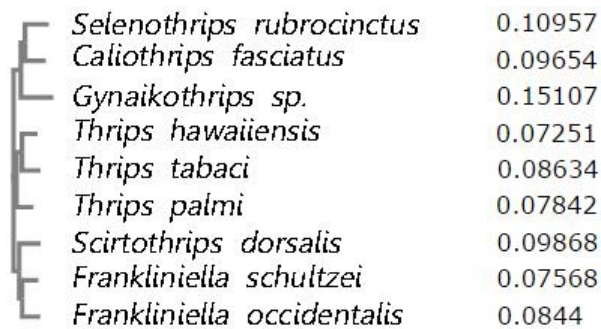 Selenothrips rubrocinctus 0.10957
Caliothrips fasciatus 0.09654
Gynaikothrips sp. 0.15107
Thrips hawaiiensis 0.07251
Thrips tabaci 0.08634
Thrips palmi 0.07842
Scirtothrips dorsalis 0.09868
Frankliniella schultzei 0.07568
Frankliniella occidentalis 0.0844